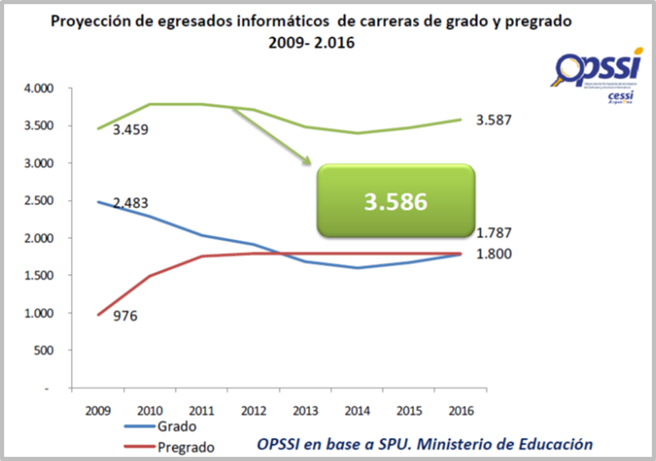 Proyección de egresados informáticos de carreras de grado y pregrado
2009- 2.016
OPSSI
cessi
Argentina
4.000
3.500
3.000
2.500
2.000
1.500
1.000
500
-
3.459
3.587
3.586
2.483
1.787
1.800
976
2009 2010 2011 2012 2013 2014 2015 2016
Grado
Pregrado
OPSSI en base a SPU. Ministerio de Educación